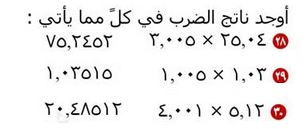 أوجد ناتج الضرب في كلً مما يأتي :
٢٨ ٢٥,٠٤ × ٣,٠٠٥ ٧٥,٢٤٥٢
٢٩ ١,٠٣ × ١,٠٠٥ ١,٠٣٥١٥
٣٠ ٥,١٢ × ٤,٠٠١ ٢٠,٤٨٥١٢